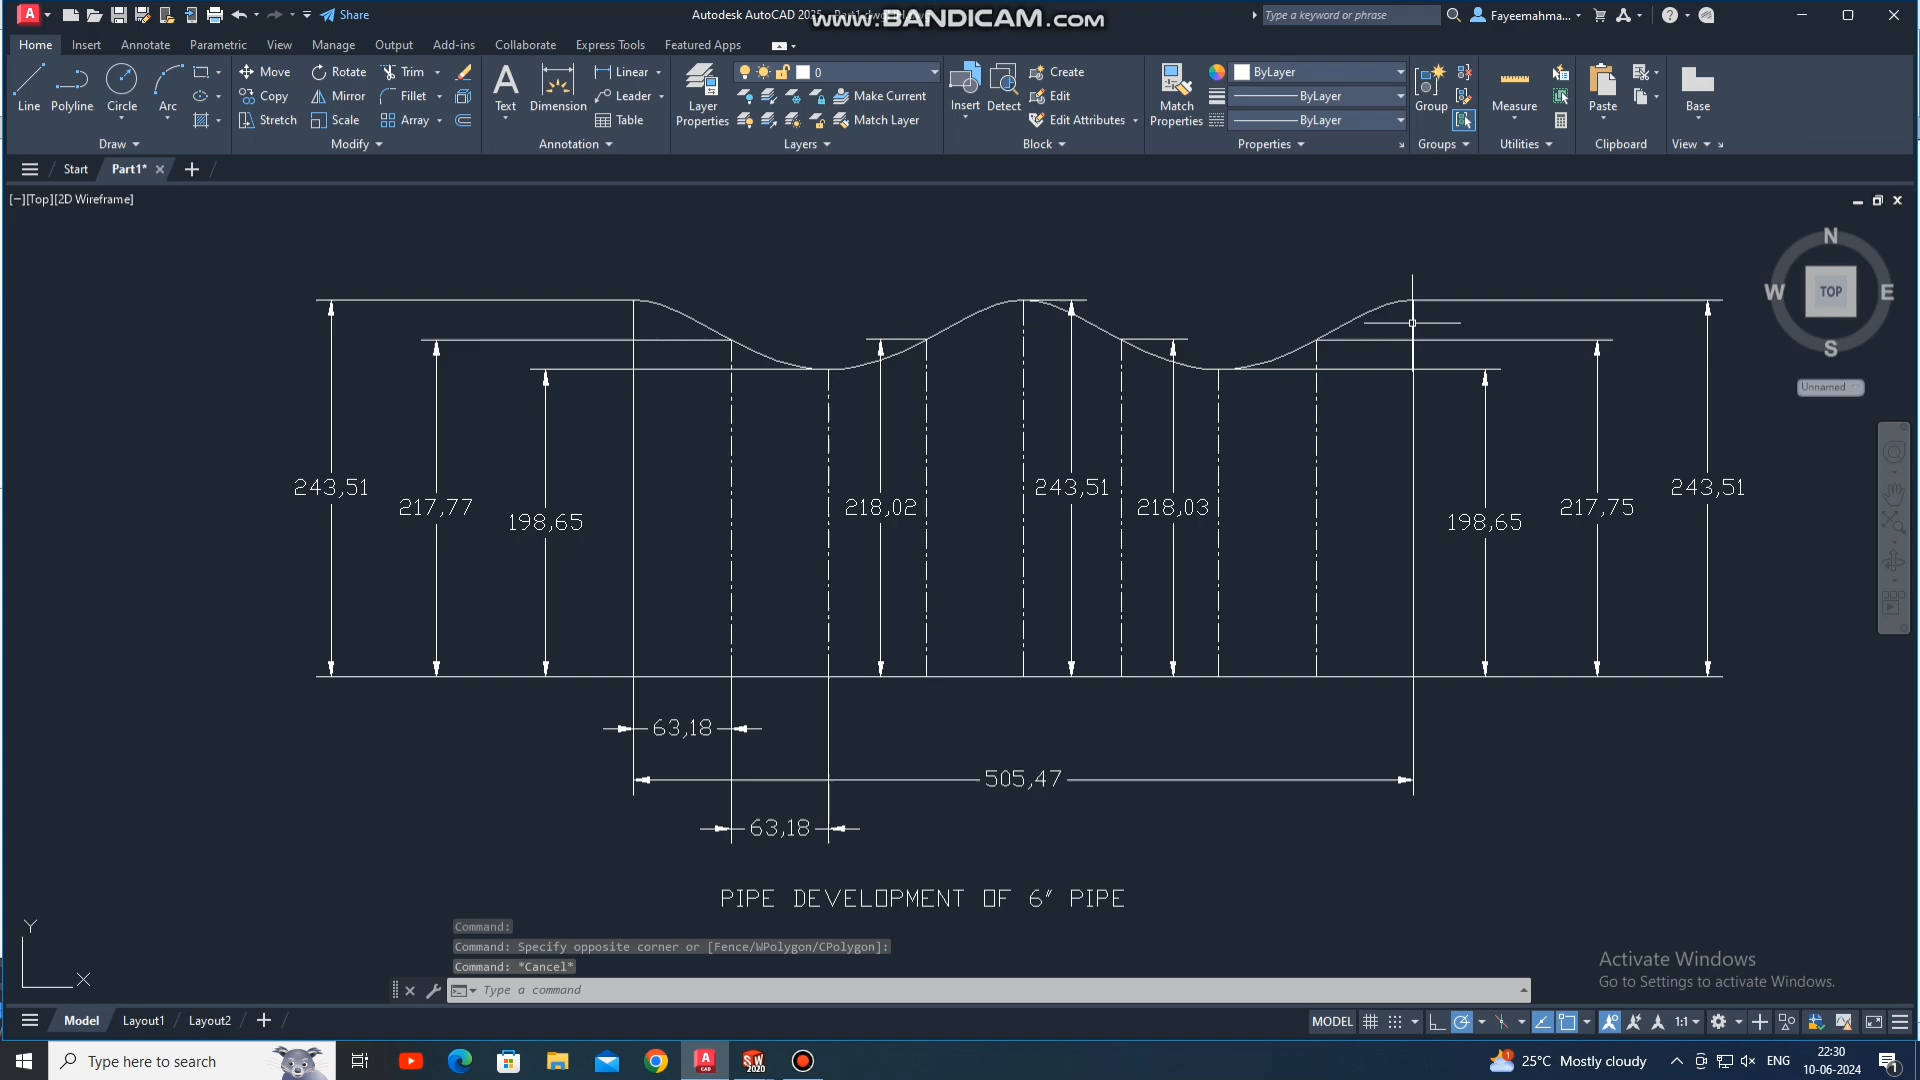 Share
Autodesk AutoCAD 2025
www.BANDICAM.com
Type a keyword or phrase
Fayeemahma...
Home Insert Annotate Parametric View Manage Output Add-ins Collaborate Express Tools Featured Apps
Line Polyline Circle Arc
Move Rotate Trim
Copy Mirror Fillet
Stretch Scale Array
Text Dimension
Linear
Leader
Table
Layer Properties
0
Make Current
Match Layer
Insert Detect
Create
Edit
Edit Attributes
Match Properties
ByLayer
ByLayer
ByLayer
Group
Measure
Paste
Base
Draw Modify Annotation Layers Block Properties Groups Utilities Clipboard View
Start Part1*
[−][Top][2D Wireframe]
N
W TOP E
S
Unnamed
243,51
217,77
198,65
218,02
243,51
218,03
198,65
217,75
243,51
63,18
505,47
63,18
PIPE DEVELOPMENT OF 6" PIPE
Y
X
Command:
Command: Specify opposite corner or [Fence/WPolygon/CPolygon]:
Command: *Cancel*
Type a command
Activate Windows
Go to Settings to activate Windows.
Model Layout1 Layout2
MODEL 1:1
Type here to search
25°C Mostly cloudy
ENG
22:30
10-06-2024